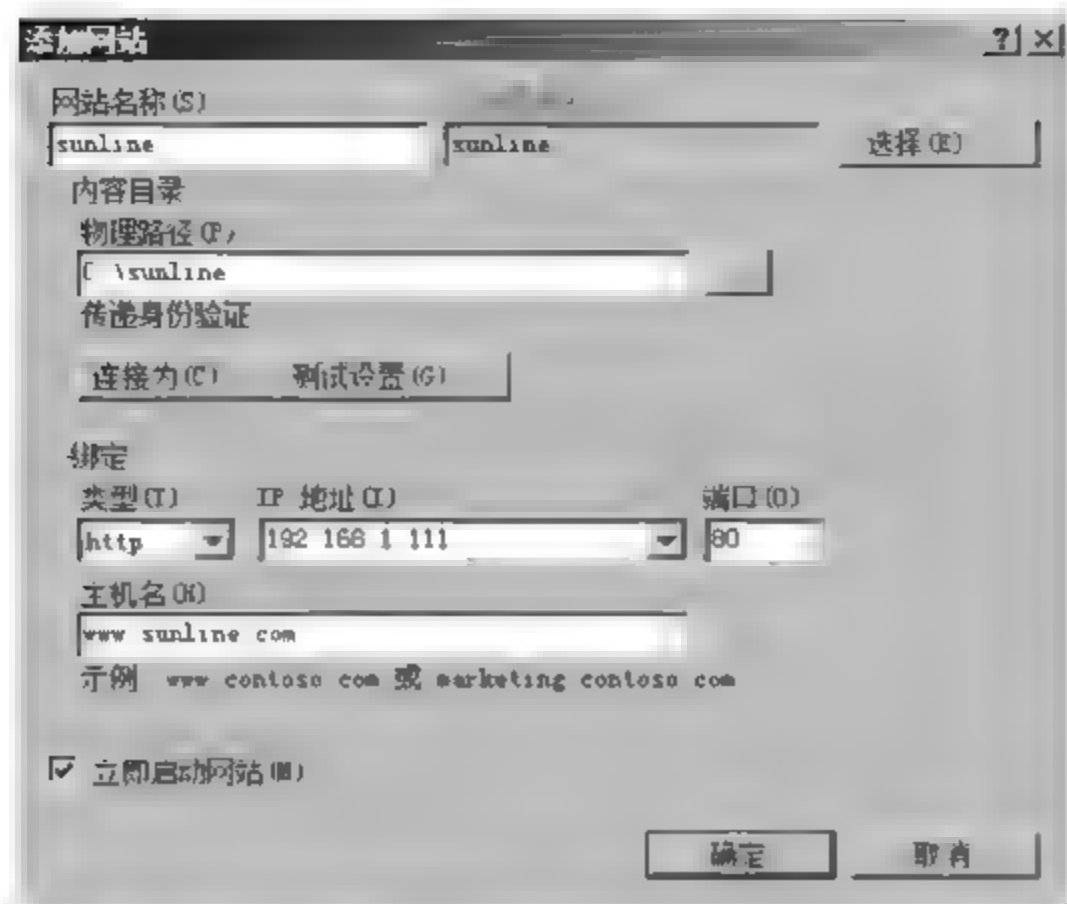 添加网站
网站名称(S)
sunline sunline 选择(E)
内容目录
物理路径(P)
\sunline
传递身份验证
连接为(C) 测试设置(G)
绑定
类型(T) IP 地址(I) 端口(O)
http 192 168 1 111 80
主机名(H)
www sunline com
示例 www contoso com 或 marketing contoso com
立即启动网站(M)
确定 取消